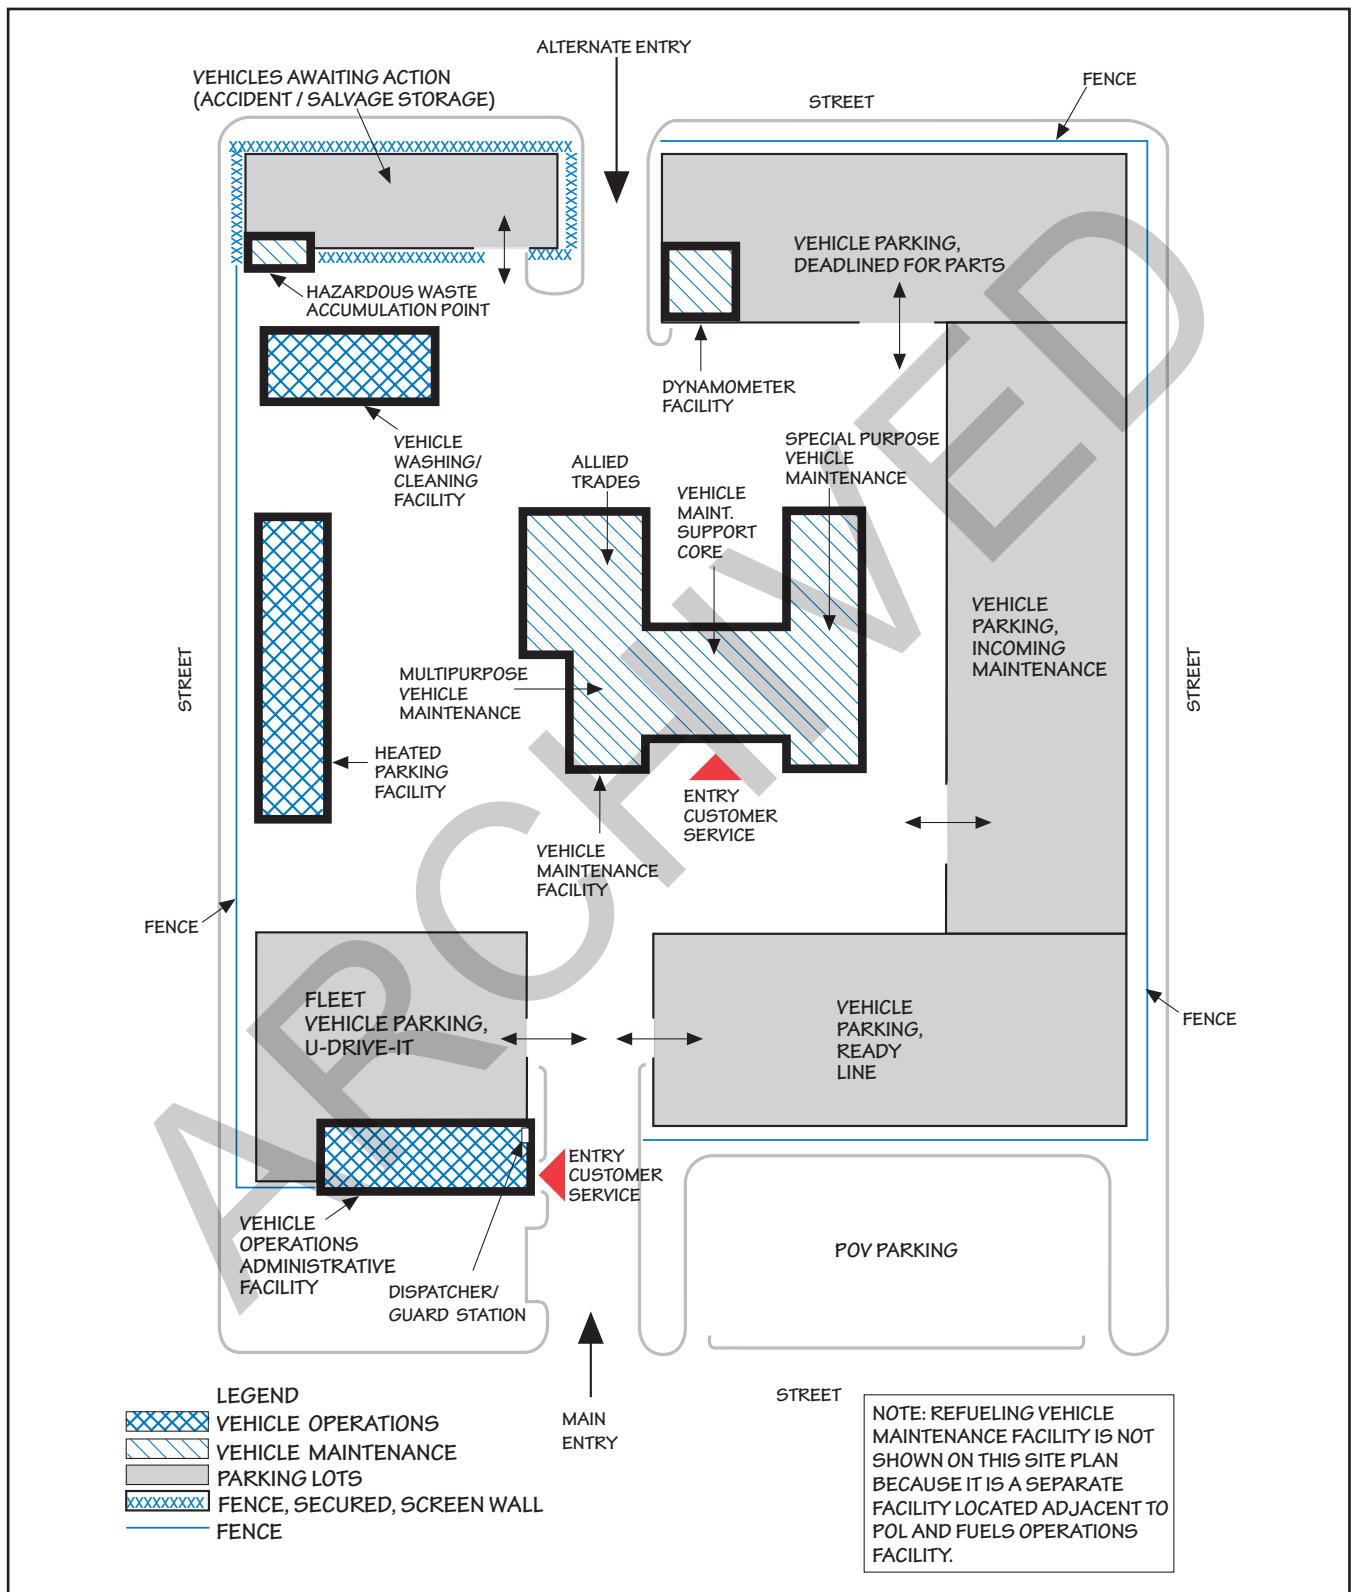 ALTERNATE ENTRY
VEHICLES AWAITING ACTION
(ACCIDENT / SALVAGE STORAGE)
STREET
FENCE
VEHICLE PARKING,
DEADLINED FOR PARTS
HAZARDOUS WASTE
ACCUMULATION POINT
DYNAMOMETER
FACILITY
VEHICLE
WASHING/
CLEANING
FACILITY
ALLIED
TRADES
VEHICLE
MAINT.
SUPPORT
CORE
SPECIAL PURPOSE
VEHICLE
MAINTENANCE
VEHICLE
PARKING,
INCOMING
MAINTENANCE
STREET
STREET
MULTIPURPOSE
VEHICLE
MAINTENANCE
HEATED
PARKING
FACILITY
ENTRY
CUSTOMER
SERVICE
VEHICLE
MAINTENANCE
FACILITY
FENCE
FLEET
VEHICLE PARKING,
U-DRIVE-IT
VEHICLE
PARKING,
READY
LINE
FENCE
ENTRY
CUSTOMER
SERVICE
VEHICLE
OPERATIONS
ADMINISTRATIVE
FACILITY
DISPATCHER/
GUARD STATION
POV PARKING
MAIN
ENTRY
STREET
LEGEND
VEHICLE OPERATIONS
VEHICLE MAINTENANCE
PARKING LOTS
FENCE, SECURED, SCREEN WALL
FENCE
NOTE: REFUELING VEHICLE
MAINTENANCE FACILITY IS NOT
SHOWN ON THIS SITE PLAN
BECAUSE IT IS A SEPARATE
FACILITY LOCATED ADJACENT TO
POL AND FUELS OPERATIONS
FACILITY.
ARCHIVED